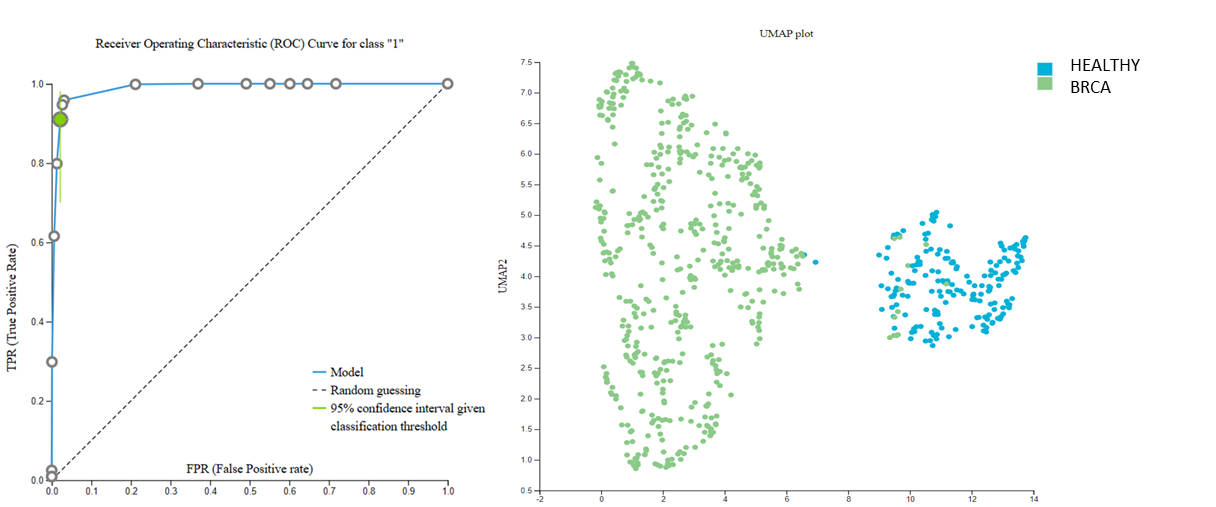 Receiver Operating Characteristic (ROC) Curve for class "1"
TPR (True Positive Rate)
1.0
0.8
0.6
0.4
0.2
0.0
Model
Random guessing
95% confidence interval given
classification threshold
FPR (False Positive rate)
0.0 0.1 0.2 0.3 0.4 0.5 0.6 0.7 0.8 0.9 1.0
UMAP plot
UMAP2
7.5
7.0
6.5
6.0
5.5
5.0
4.5
4.0
3.5
3.0
2.5
2.0
1.5
1.0
0.5
-2 0 2 4 6 8 10 12 14
HEALTHY
BRCA